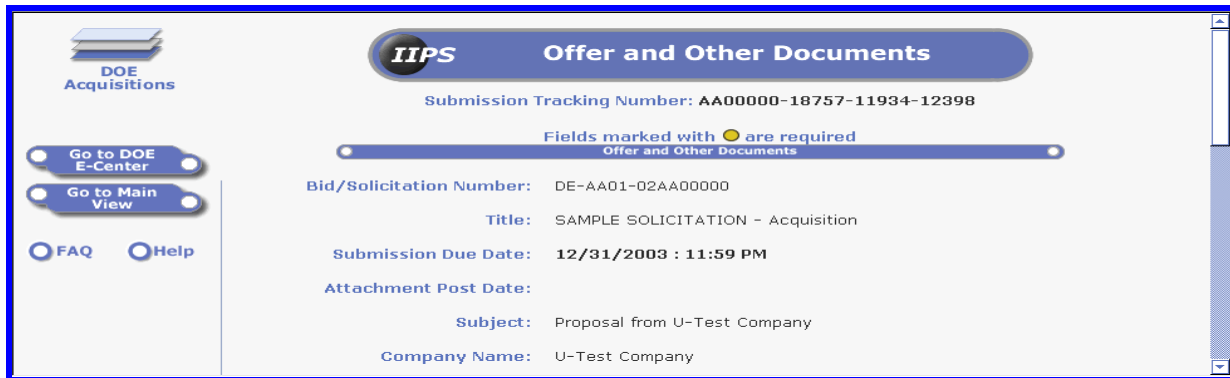 DOE
Acquisitions
Go to DOE
E-Center
Go to Main
View
FAQ Help
IIPS Offer and Other Documents
Submission Tracking Number: AA00000-18757-11934-12398
Fields marked with are required
Offer and Other Documents
Bid/Solicitation Number: DE-AA01-02AA00000
Title: SAMPLE SOLICITATION - Acquisition
Submission Due Date: 12/31/2003 : 11:59 PM
Attachment Post Date:
Subject: Proposal from U-Test Company
Company Name: U-Test Company